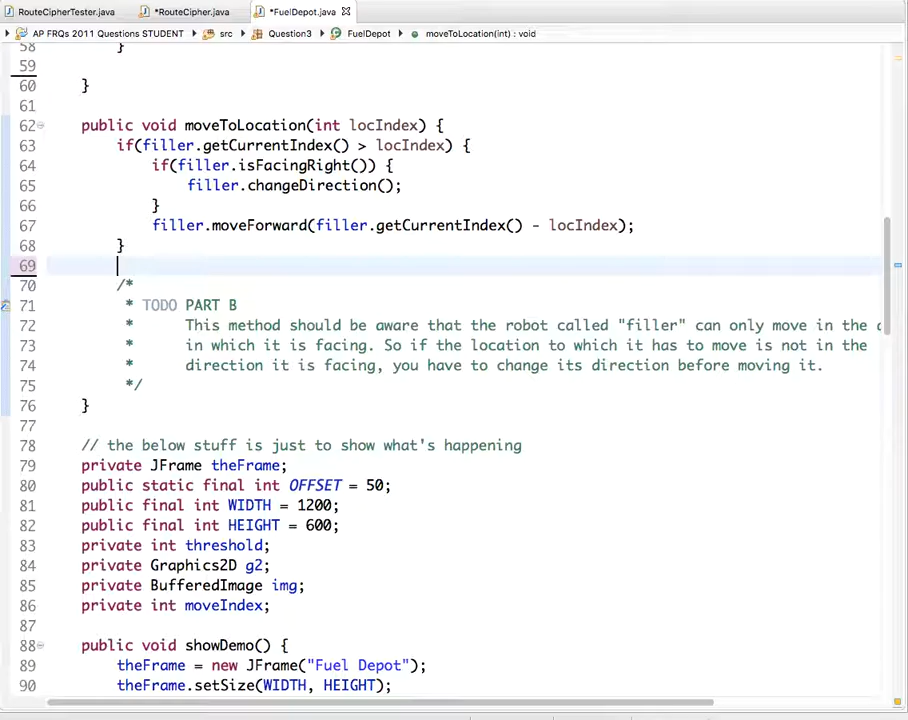 RouteCipherTester.java *RouteCipher.java *FuelDepot.java
AP FRQs 2011 Questions STUDENT src Question3 FuelDepot moveToLocation(int) : void
58 }
59
60 }
61
62 public void moveToLocation(int locIndex) {
63 if(filler.getCurrentIndex() > locIndex) {
64 if(filler.isFacingRight()) {
65 filler.changeDirection();
66 }
67 filler.moveForward(filler.getCurrentIndex() - locIndex);
68 }
69
70 /*
71 * TODO PART B
72 * This method should be aware that the robot called "filler" can only move in the
73 * in which it is facing. So if the location to which it has to move is not in the
74 * direction it is facing, you have to change its direction before moving it.
75 */
76 }
77
78 // the below stuff is just to show what's happening
79 private JFrame theFrame;
80 public static final int OFFSET = 50;
81 public final int WIDTH = 1200;
82 public final int HEIGHT = 600;
83 private int threshold;
84 private Graphics2D g2;
85 private BufferedImage img;
86 private int moveIndex;
87
88 public void showDemo() {
89 theFrame = new JFrame("Fuel Depot");
90 theFrame.setSize(WIDTH, HEIGHT);